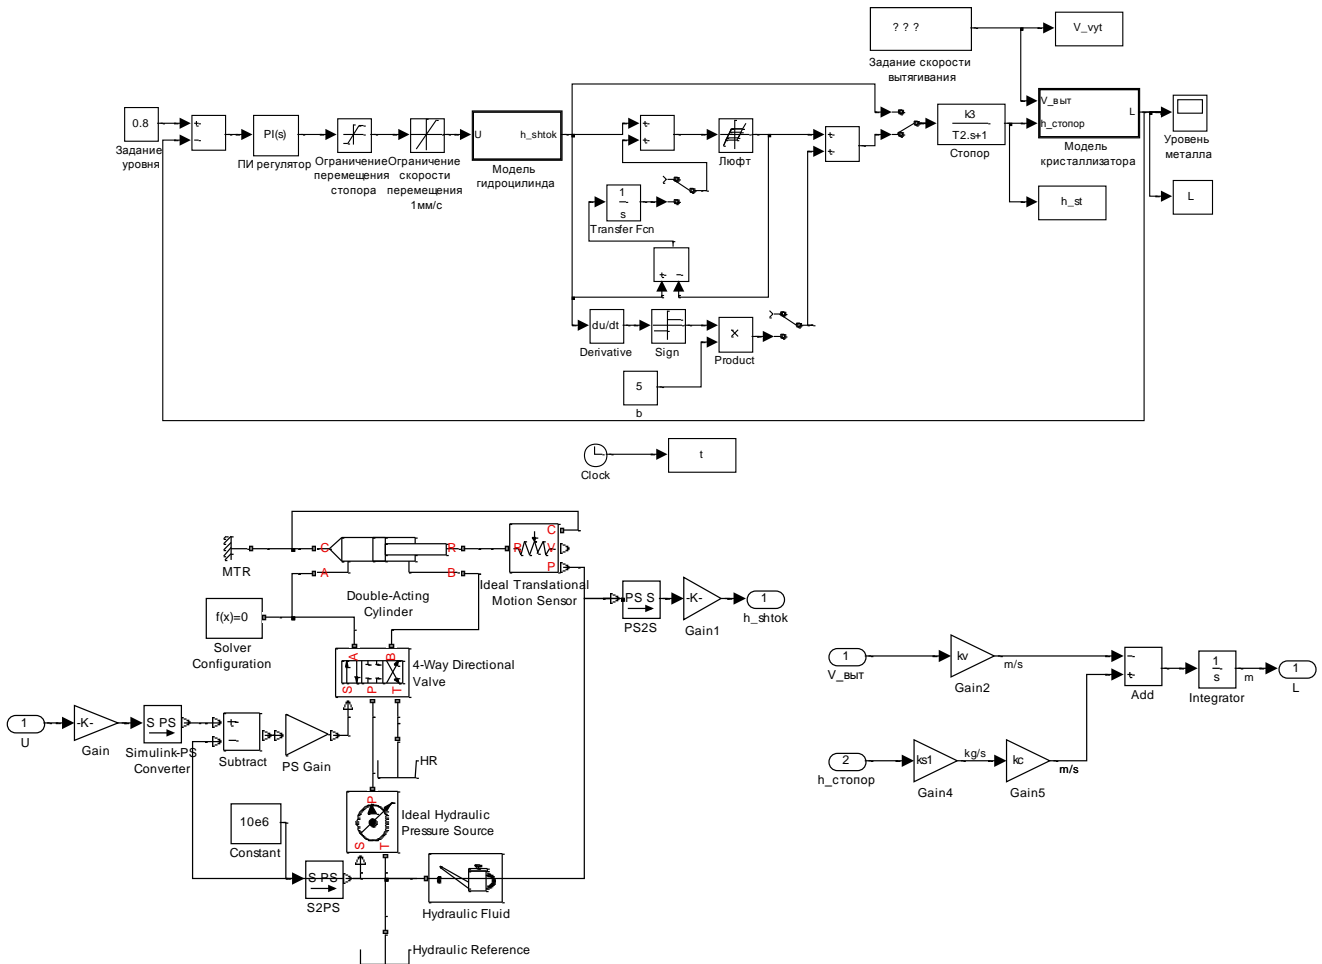 ? ? ?
V_vyt
Задание скорости
вытягивания
0.8
+
−
Задание
уровня
PI(s)
ПИ регулятор
Ограничение
перемещения
стопора
Ограничение
скорости
перемещения
1мм/с
U
h_shtok
Модель
гидроцилинда
+
+
Люфт
+
+
k3
T2.s+1
Стопор
V_выт
h_стопор
L
Модель
кристаллизатора
Уровень
металла
h_st
L
1
s
Transfer Fcn
+
−
du/dt
Derivative
Sign
×
Product
5
b
Clock
t
MTR
C
R
A
B
Double-Acting
Cylinder
C
R
V
P
Ideal Translational
Motion Sensor
PS S
PS2S
-K-
Gain1
1
h_shtok
f(x)=0
Solver
Configuration
A
B
S
P
T
4-Way Directional
Valve
1
U
-K-
Gain
S PS
Simulink-PS
Converter
+
−
Subtract
PS Gain
HR
P
S
T
Ideal Hydraulic
Pressure Source
10e6
Constant
S PS
S2PS
Hydraulic Fluid
Hydraulic Reference
1
V_выт
kv
Gain2
m/s
−
+
Add
1
s
Integrator
m
1
L
2
h_стопор
ks1
Gain4
kg/s
kc
Gain5
m/s